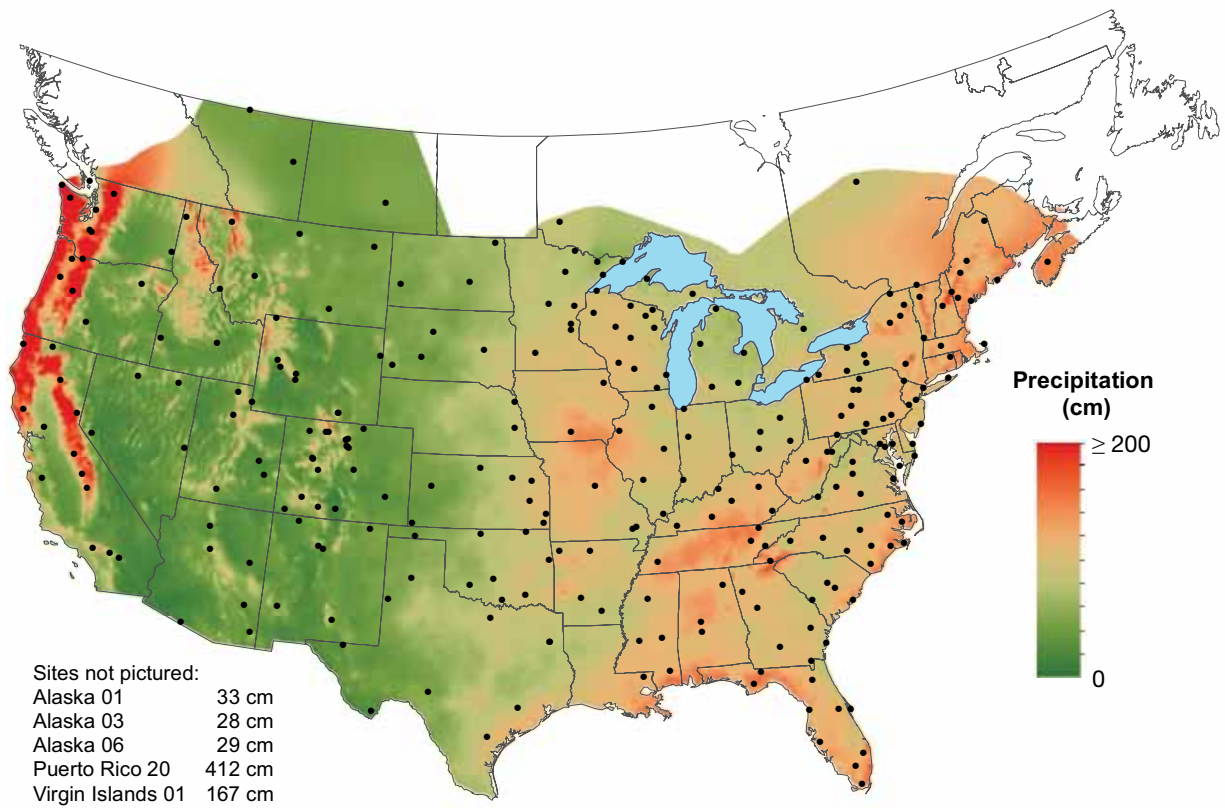 Precipitation
(cm)
≥ 200
0
Sites not pictured:
Alaska 01 33 cm
Alaska 03 28 cm
Alaska 06 29 cm
Puerto Rico 20 412 cm
Virgin Islands 01 167 cm